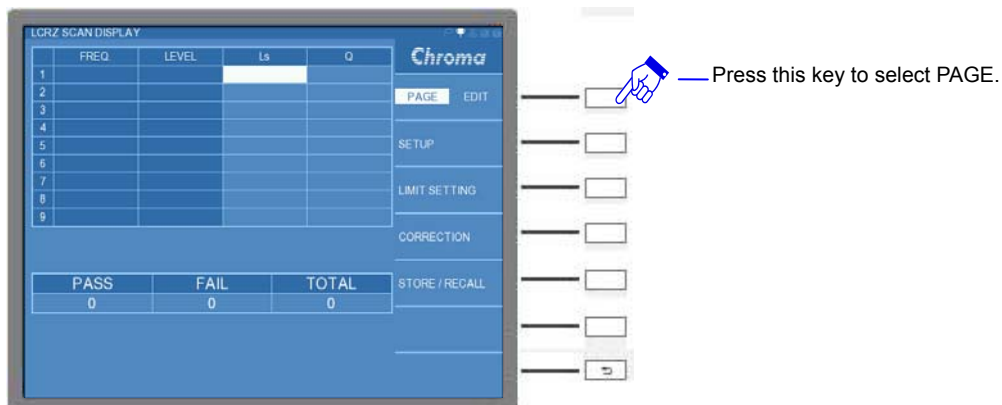 LCRZ SCAN DISPLAY
Chroma
FREQ. LEVEL Ls Q
1
2
3
4
5
6
7
8
9
PAGE EDIT
SETUP
LIMIT SETTING
CORRECTION
STORE / RECALL
PASS FAIL TOTAL
0 0 0
Press this key to select PAGE.